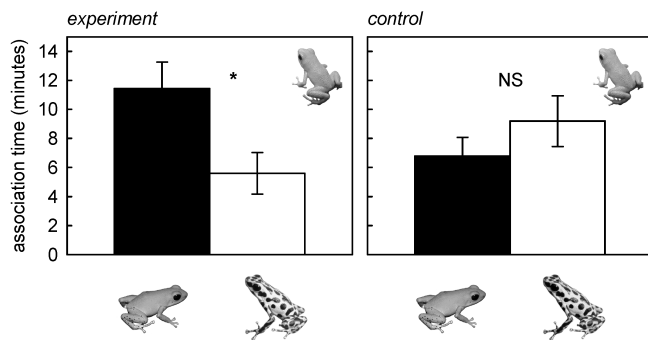 experiment
control
association time (minutes)
14
12
10
8
6
4
2
0
*
NS